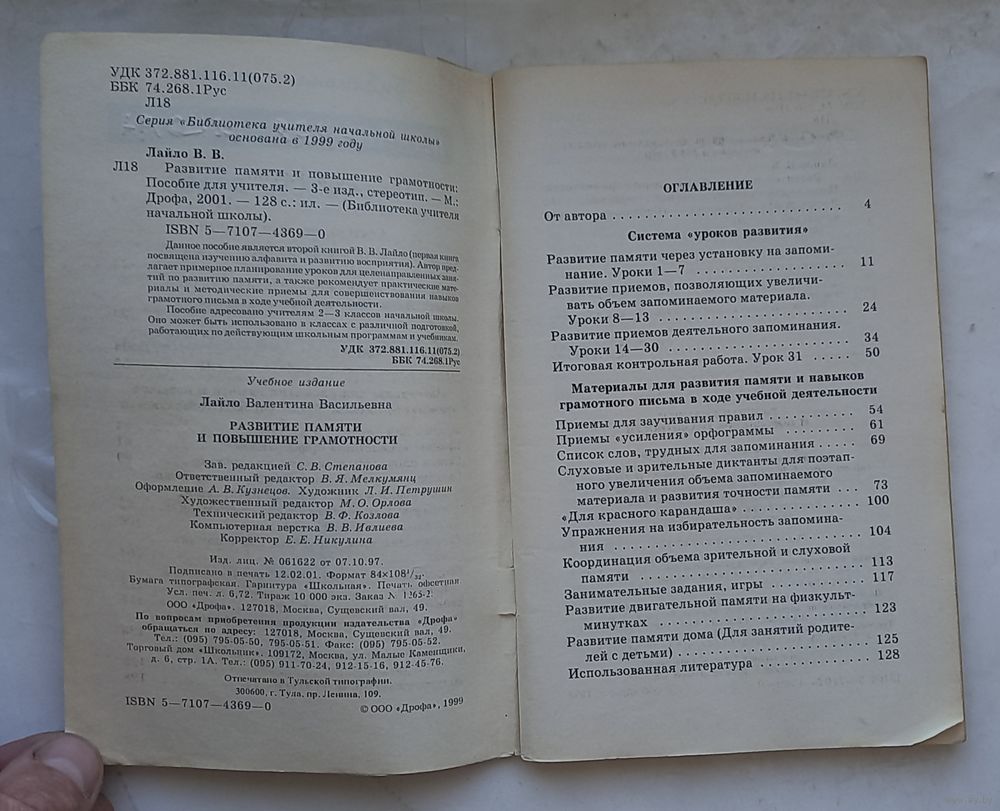 УДК 372.881.116.11(075.2)
ББК 74.268.1Рус
Л18
Серия «Библиотека учителя начальной школы»
основана в 1999 году
Лайло В. В.
Л18 Развитие памяти и повышение грамотности:
Пособие для учителя. — 3-е изд., стереотип. — М.:
Дрофа, 2001. — 128 с.: ил. — (Библиотека учителя
начальной школы).
ISBN 5—7107—4369—0
Данное пособие является второй книгой В. В. Лайло (первая книга
посвящена изучению алфавита и развитию восприятия). Автор пред-
лагает примерное планирование уроков для целенаправленных заня-
тий по развитию памяти, а также рекомендует практические мате-
риалы и методические приемы для совершенствования навыков
грамотного письма в ходе учебной деятельности.
Пособие адресовано учителям 2—3 классов начальной школы.
Оно может быть использовано в классах с различной подготовкой,
работающих по действующим школьным программам и учебникам.
УДК 372.881.116.11(075.2)
ББК 74.268.1Рус
Учебное издание
Лайло Валентина Васильевна
РАЗВИТИЕ ПАМЯТИ
И ПОВЫШЕНИЕ ГРАМОТНОСТИ
Зав. редакцией С. В. Степанова
Ответственный редактор В. Я. Мелкумянц
Оформление А. В. Кузнецов. Художник Л. И. Петрушин
Художественный редактор М. О. Орлова
Технический редактор В. Ф. Козлова
Компьютерная верстка В. В. Ивлиева
Корректор Е. Е. Никулина
Изд. лиц. № 061622 от 07.10.97.
Подписано в печать 12.02.01. Формат 84×108¹/₃₂.
Бумага типографская. Гарнитура «Школьная». Печать офсетная.
Усл. печ. л. 6,72. Тираж 10 000 экз. Заказ №
ООО «Дрофа». 127018, Москва, Сущевский вал, 49.
По вопросам приобретения продукции издательства «Дрофа»
обращаться по адресу: 127018, Москва, Сущевский вал, 49.
Тел.: (095) 795-05-50, 795-05-51. Факс: (095) 795-05-52.
Торговый дом «Школьник». 109172, Москва, ул. Малые Каменщики,
д. 6, стр. 1А. Тел.: (095) 911-70-24, 912-15-16, 912-45-76.
Отпечатано в Тульской типографии.
300600, г. Тула, пр. Ленина, 109.
ISBN 5—7107—4369—0 © ООО «Дрофа», 1999
ОГЛАВЛЕНИЕ
От автора . . . . . . . . . . 4
Система «уроков развития»
Развитие памяти через установку на запоми-
нание. Уроки 1—7 . . . . . . . . . . 11
Развитие приемов, позволяющих увеличи-
вать объем запоминаемого материала.
Уроки 8—13 . . . . . . . . . . 24
Развитие приемов деятельного запоминания.
Уроки 14—30 . . . . . . . . . . 34
Итоговая контрольная работа. Урок 31 . . . . . 50
Материалы для развития памяти и навыков
грамотного письма в ходе учебной деятельности
Приемы для заучивания правил . . . . . . . . . . 54
Приемы «усиления» орфограммы . . . . . . . . 61
Список слов, трудных для запоминания . . . . . 69
Слуховые и зрительные диктанты для поэтап-
ного увеличения объема запоминаемого
материала и развития точности памяти . . . 73
«Для красного карандаша» . . . . . . . . . . 100
Упражнения на избирательность запомина-
ния . . . . . . . . . . 104
Координация объема зрительной и слуховой
памяти . . . . . . . . . . 113
Занимательные задания, игры . . . . . . . . . . 117
Развитие двигательной памяти на физкульт-
минутках . . . . . . . . . . 123
Развитие памяти дома (Для занятий родите-
лей с детьми) . . . . . . . . . . 125
Использованная литература . . . . . . . . . . 128